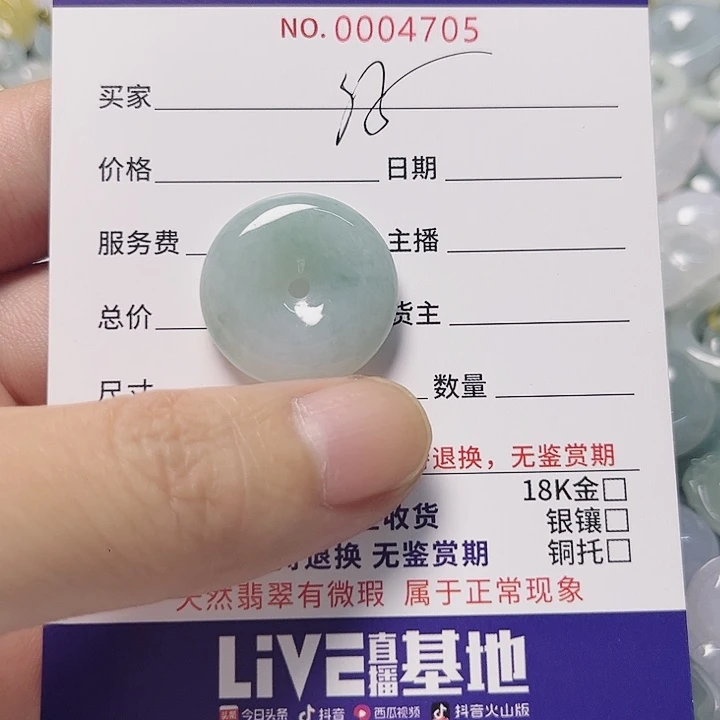 NO. 0004705
买家
价格 日期
服务费 主播
总价 货主
尺寸 数量
退换，无鉴赏期
18K金□
收货 银镶□
退换 无鉴赏期 铜托□
天然翡翠有微瑕 属于正常现象
LiVE直播基地
头条 今日头条 抖音 西瓜视频 抖音火山版